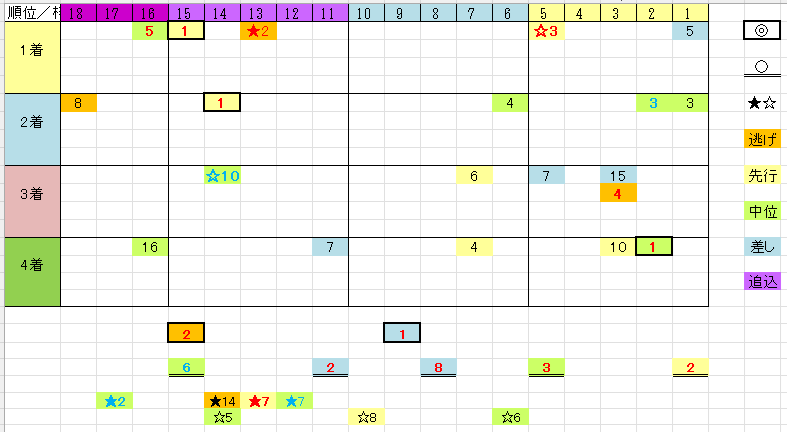 順位／枠 18 17 16 15 14 13 12 11 10 9 8 7 6 5 4 3 2 1
1着 5 1 ★2 ☆3 5 ◎
○
2着 8 1 4 3 3 ★☆
逃げ
3着 ☆10 6 7 15 先行
4 中位
4着 16 7 4 10 1 差し
追込
2 1
6 2 8 3 2
★2 ★14 ★7 ★7
☆5 ☆8 ☆6